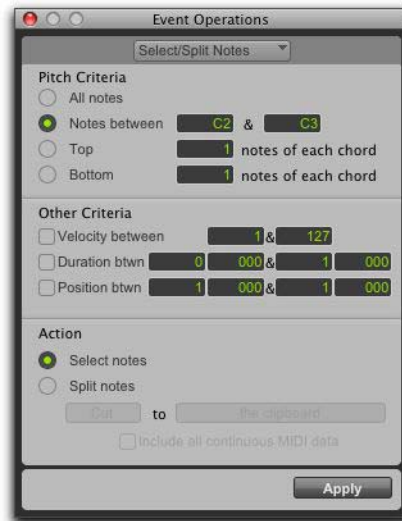 Event Operations
Select/Split Notes
Pitch Criteria
All notes
Notes between C2 & C3
Top 1 notes of each chord
Bottom 1 notes of each chord
Other Criteria
Velocity between 1 & 127
Duration btwn 0 000 & 1 000
Position btwn 1 000 & 1 000
Action
Select notes
Split notes
Cut to the clipboard
Include all continuous MIDI data
Apply